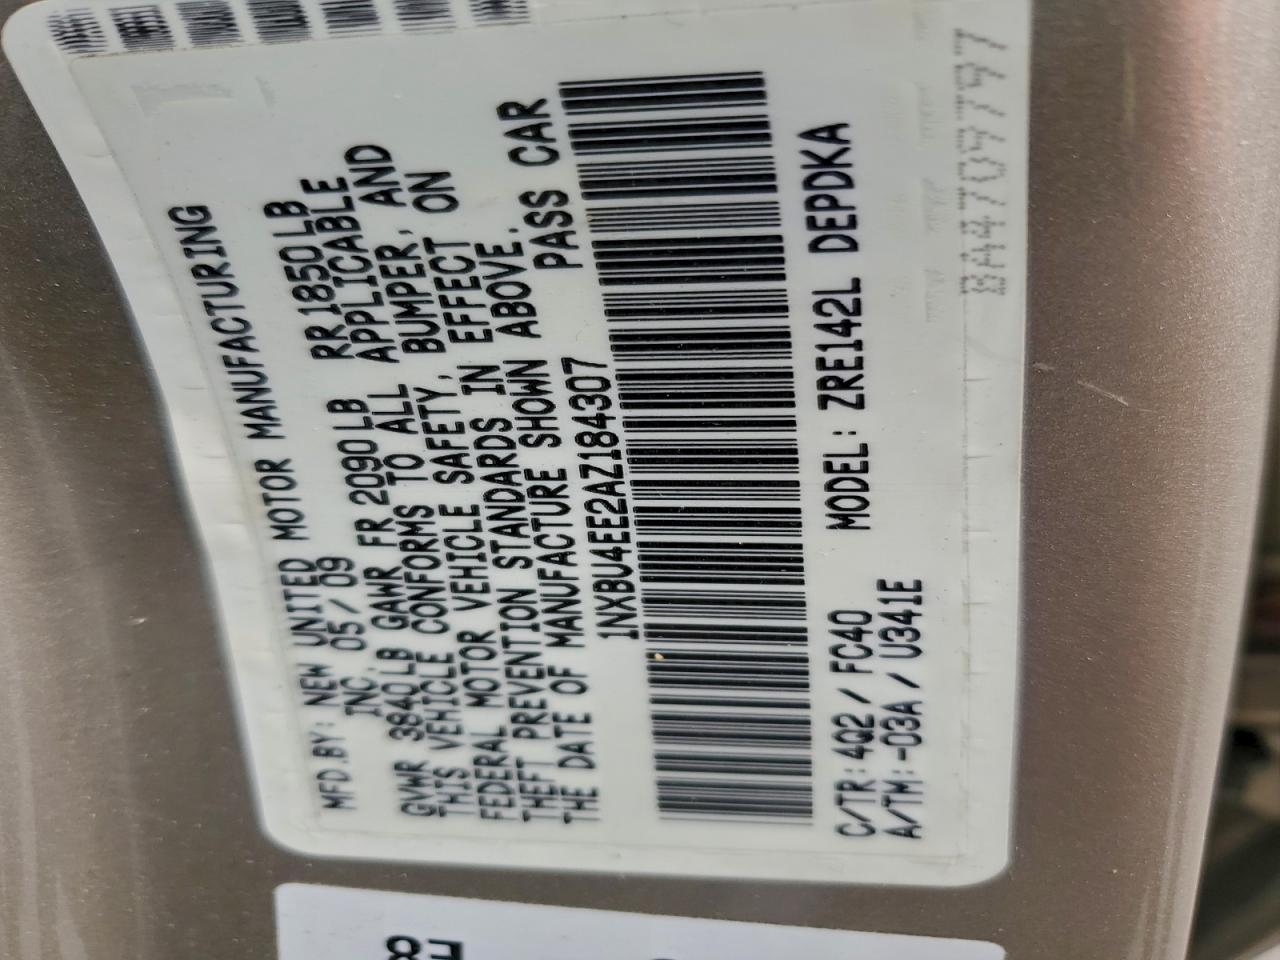 MFD.BY: NEW UNITED MOTOR MANUFACTURING
INC. 05/09
GVWR 3840LB GAWR FR 2090LB RR 1850LB
THIS VEHICLE CONFORMS TO ALL APPLICABLE
FEDERAL MOTOR VEHICLE SAFETY, BUMPER, AND
THEFT PREVENTION STANDARDS IN EFFECT ON
THE DATE OF MANUFACTURE SHOWN ABOVE.
1NXBU4EE2AZ184307 PASS CAR
C/TR: 4Q2/FC40 MODEL: ZRE142L DEPDKA
A/TM: -03A/U341E